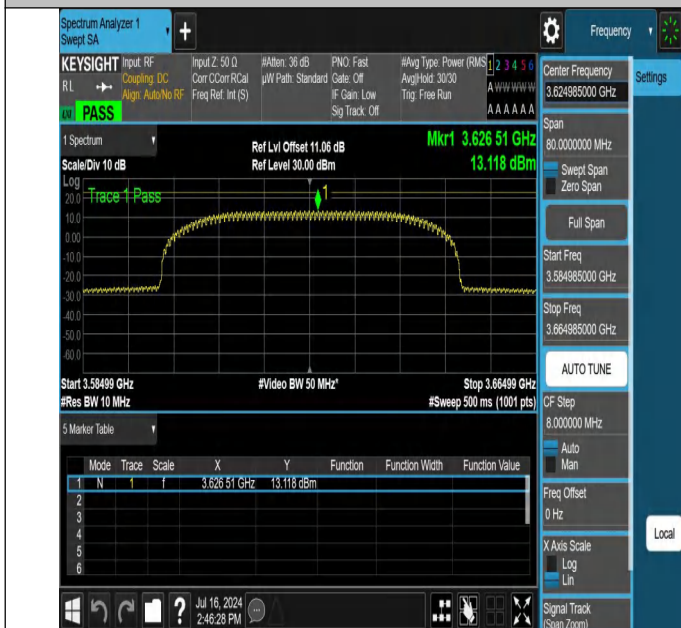 Spectrum Analyzer 1
Swept SA
Frequency
KEYSIGHT
RL
PASS
Input: RF
Coupling: DC
Align: Auto/No RF
Input Z: 50 Ω
Corr CCorr RCal
Freq Ref: Int (S)
#Atten: 36 dB
µW Path: Standard
PNO: Fast
Gate: Off
IF Gain: Low
Sig Track: Off
#Avg Type: Power (RMS
Avg|Hold: 30/30
Trig: Free Run
1 2 3 4 5 6
A W W W W W
A A A A A A
1 Spectrum
Scale/Div 10 dB
Ref Lvl Offset 11.06 dB
Ref Level 30.00 dBm
Mkr1 3.626 51 GHz
13.118 dBm
Log
Trace 1 Pass
1
20.0
10.0
0.00
-10.0
-20.0
-30.0
-40.0
-50.0
-60.0
Start 3.58499 GHz
#Res BW 10 MHz
#Video BW 50 MHz*
Stop 3.66499 GHz
#Sweep 500 ms (1001 pts)
5 Marker Table
Mode Trace Scale X Y Function Function Width Function Value
1 N 1 f 3.626 51 GHz 13.118 dBm
2
3
4
5
6
Jul 16, 2024
2:46:28 PM
Center Frequency
3.624985000 GHz
Settings
Span
80.0000000 MHz
Swept Span
Zero Span
Full Span
Start Freq
3.584985000 GHz
Stop Freq
3.664985000 GHz
AUTO TUNE
CF Step
8.000000 MHz
Auto
Man
Freq Offset
0 Hz
Local
X Axis Scale
Log
Lin
Signal Track
(Span Zoom)